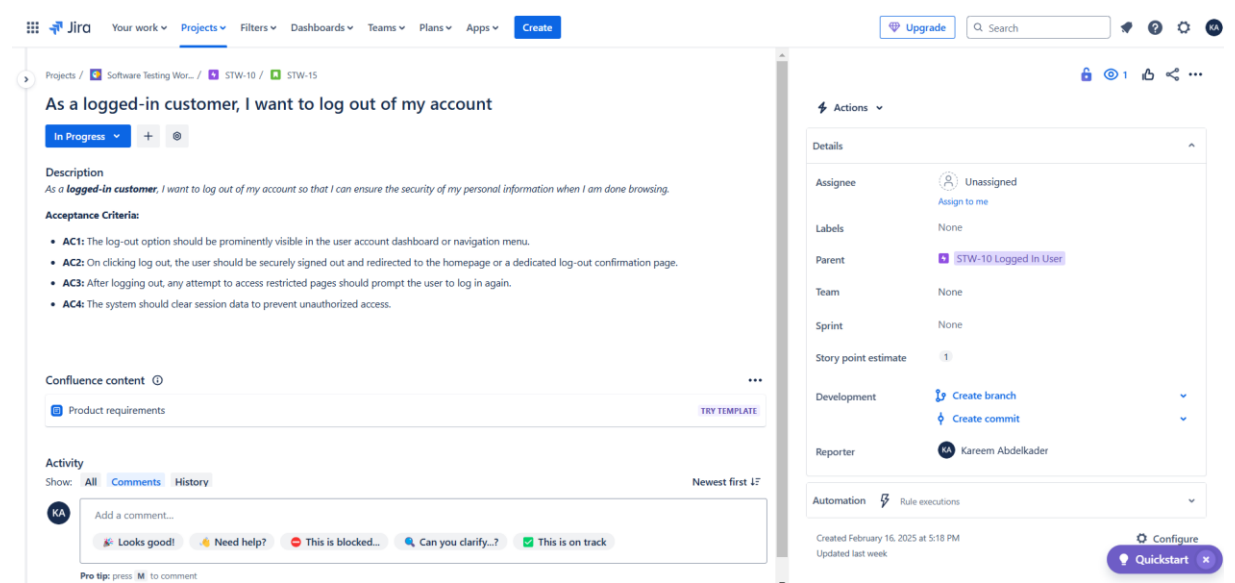 Jira Your work Projects Filters Dashboards Teams Plans Apps Create Upgrade Search KA
Projects / Software Testing Wor... / STW-10 / STW-15
As a logged-in customer, I want to log out of my account
In Progress
Description
As a logged-in customer, I want to log out of my account so that I can ensure the security of my personal information when I am done browsing.
Acceptance Criteria:
• AC1: The log-out option should be prominently visible in the user account dashboard or navigation menu.
• AC2: On clicking log out, the user should be securely signed out and redirected to the homepage or a dedicated log-out confirmation page.
• AC3: After logging out, any attempt to access restricted pages should prompt the user to log in again.
• AC4: The system should clear session data to prevent unauthorized access.
Confluence content
Product requirements TRY TEMPLATE
Activity
Show: All Comments History Newest first
KA Add a comment...
Looks good! Need help? This is blocked... Can you clarify...? This is on track
Pro tip: press M to comment
1
Actions
Details
Assignee Unassigned
Assign to me
Labels None
Parent STW-10 Logged In User
Team None
Sprint None
Story point estimate 1
Development Create branch
Create commit
Reporter KA Kareem Abdelkader
Automation Rule executions
Created February 16, 2025 at 5:18 PM Configure
Updated last week
Quickstart